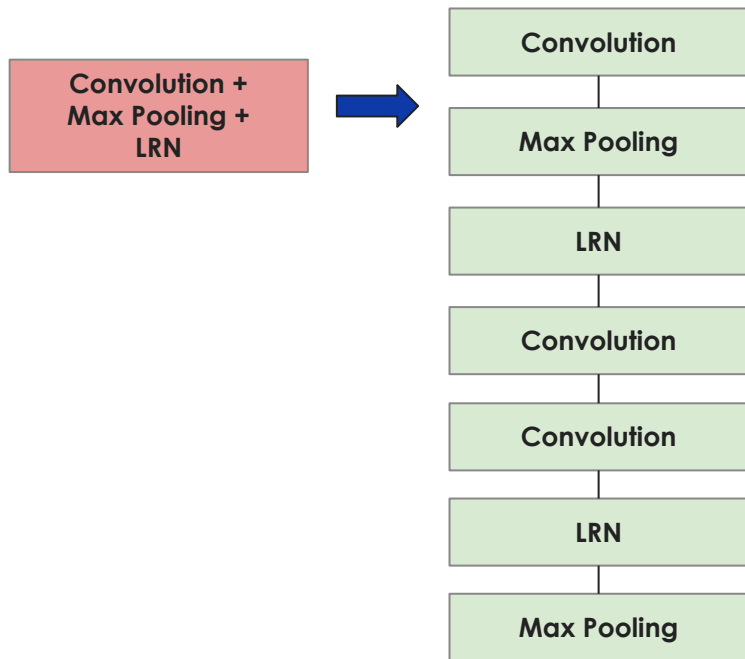 Convolution +
Max Pooling +
LRN
Convolution
Max Pooling
LRN
Convolution
Convolution
LRN
Max Pooling